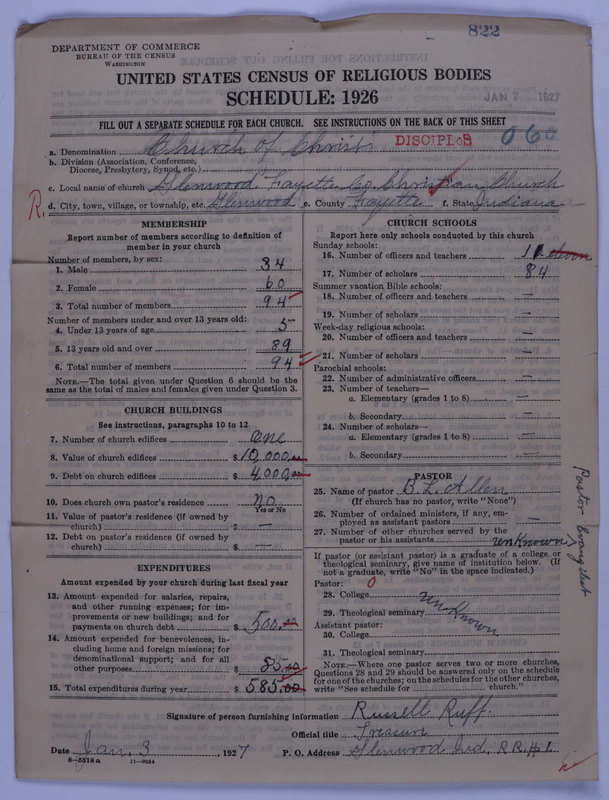 822
DEPARTMENT OF COMMERCE
BUREAU OF THE CENSUS
WASHINGTON
UNITED STATES CENSUS OF RELIGIOUS BODIES
SCHEDULE: 1926
JAN 7 1927
FILL OUT A SEPARATE SCHEDULE FOR EACH CHURCH. SEE INSTRUCTIONS ON THE BACK OF THIS SHEET
a. Denomination Church of Christ DISCIPLOB 060
b. Division (Association, Conference,
Diocese, Presbytery, Synod, etc.)
c. Local name of church Glenwood Fayette Co. Christian Church
R. d. City, town, village, or township, etc. Glenwood e. County Fayette f. State Indiana
MEMBERSHIP
Report number of members according to definition of
member in your church
Number of members, by sex:
1. Male 34
2. Female 60
3. Total number of members 94
Number of members under and over 13 years old:
4. Under 13 years of age 5
5. 13 years old and over 89
6. Total number of members 94
NOTE.—The total given under Question 6 should be the
same as the total of males and females given under Question 3.
CHURCH BUILDINGS
See instructions, paragraphs 10 to 12
7. Number of church edifices one
8. Value of church edifices $10,000.00
9. Debt on church edifices $4,000.00
10. Does church own pastor's residence no
Yes or No
11. Value of pastor's residence (if owned by
church) $ —
12. Debt on pastor's residence (if owned by
church) $ —
EXPENDITURES
Amount expended by your church during last fiscal year
13. Amount expended for salaries, repairs,
and other running expenses; for im-
provements or new buildings; and for
payments on church debt $ 500.00
14. Amount expended for benevolences, in-
cluding home and foreign missions; for
denominational support; and for all
other purposes $ 85.00
15. Total expenditures during year $ 585.00
CHURCH SCHOOLS
Report here only schools conducted by this church
Sunday schools:
16. Number of officers and teachers 11 eleven
17. Number of scholars 84
Summer vacation Bible schools:
18. Number of officers and teachers —
19. Number of scholars —
Week-day religious schools:
20. Number of officers and teachers —
21. Number of scholars —
Parochial schools:
22. Number of administrative officers —
23. Number of teachers—
a. Elementary (grades 1 to 8) —
b. Secondary —
24. Number of scholars—
a. Elementary (grades 1 to 8) —
b. Secondary —
PASTOR
25. Name of pastor B. L. Allen
(If church has no pastor, write "None")
26. Number of ordained ministers, if any, em-
ployed as assistant pastors —
27. Number of other churches served by the
pastor or his assistants unKnown
Pastor Evangelist
If pastor (or assistant pastor) is a graduate of a college or
theological seminary, give name of institution below. (If
not a graduate, write "No" in the space indicated.)
Pastor: 0
28. College
29. Theological seminary unKnown
Assistant pastor:
30. College
31. Theological seminary
NOTE.—Where one pastor serves two or more churches,
Questions 28 and 29 should be answered only on the schedule
for one of the churches; on the schedules for the other churches,
write "See schedule for church."
Signature of person furnishing information Russell Ruff
Official title Treasurer
Date Jan. 3, 1927 P. O. Address Glenwood Ind. R.R.#1.
8-5518a 11-9054